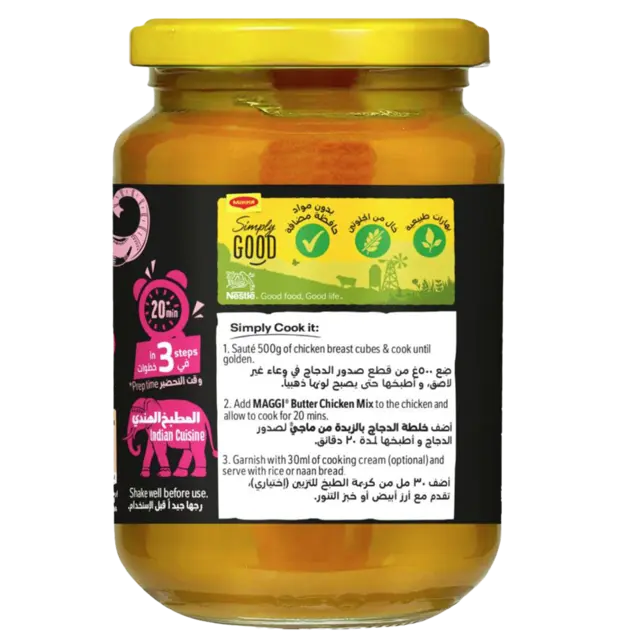 Maggi
Simply
GOOD
بدون مواد
حافظة مضافة
خال من الجلوتن
بهارات طبيعية
Nestlé. Good food, Good life.
20
min
in 3 steps
في خطوات
*Prep time وقت التحضير
المطبخ الهندي
Indian Cuisine
Shake well before use.
رجها جيداً قبل الإستخدام.
Simply Cook it:
1. Sauté 500g of chicken breast cubes & cook until
golden.
ضع ٥٠٠غ من قطع صدور الدجاج في وعاء غير
لاصق، و أطبخها حتى يصبح لونها ذهبياً.
2. Add MAGGI® Butter Chicken Mix to the chicken and
allow to cook for 20 mins.
أضف خلطة الدجاج بالزبدة من ماجي® لصدور
الدجاج و أطبخها لمدة ٢٠ دقائق.
3. Garnish with 30ml of cooking cream (optional) and
serve with rice or naan bread.
أضف ٣٠ مل من كريمة الطبخ للتزيين (إختياري)،
تقدم مع أرز أبيض أو خبز التنور.